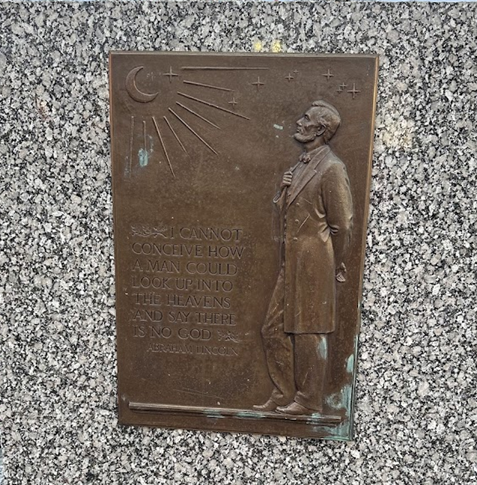 I CANNOT
CONCEIVE HOW
A MAN COULD
LOOK UP INTO
THE HEAVENS
AND SAY THERE
IS NO GOD
ABRAHAM LINCOLN